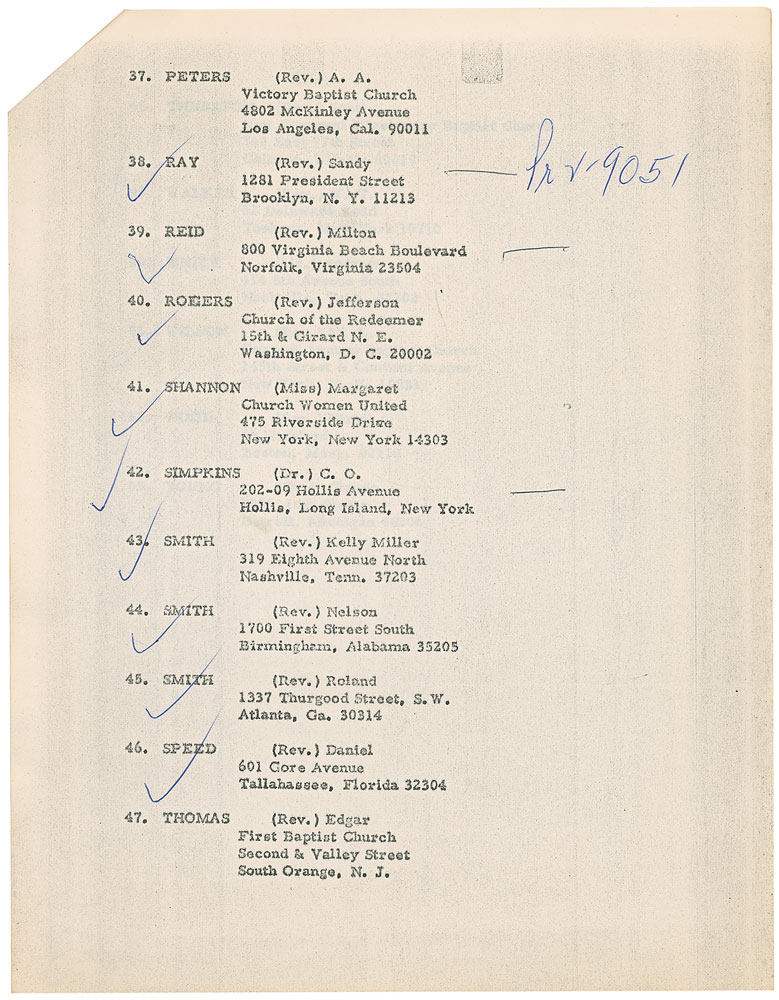 37. PETERS (Rev.) A. A.
Victory Baptist Church
4802 McKinley Avenue
Los Angeles, Cal. 90011
38. RAY (Rev.) Sandy
1281 President Street
Brooklyn, N. Y. 11213
9051
39. REID (Rev.) Milton
800 Virginia Beach Boulevard
Norfolk, Virginia 23504
40. ROGERS (Rev.) Jefferson
Church of the Redeemer
15th & Girard N. E.
Washington, D. C. 20002
41. SHANNON (Miss) Margaret
Church Women United
475 Riverside Drive
New York, New York 14303
42. SIMPKINS (Dr.) C. O.
202-09 Hollis Avenue
Hollis, Long Island, New York
43. SMITH (Rev.) Kelly Miller
319 Eighth Avenue North
Nashville, Tenn. 37203
44. SMITH (Rev.) Nelson
1700 First Street South
Birmingham, Alabama 35205
45. SMITH (Rev.) Roland
1337 Thurgood Street, S. W.
Atlanta, Ga. 30314
46. SPEED (Rev.) Daniel
601 Gore Avenue
Tallahassee, Florida 32304
47. THOMAS (Rev.) Edgar
First Baptist Church
Second & Valley Street
South Orange, N. J.